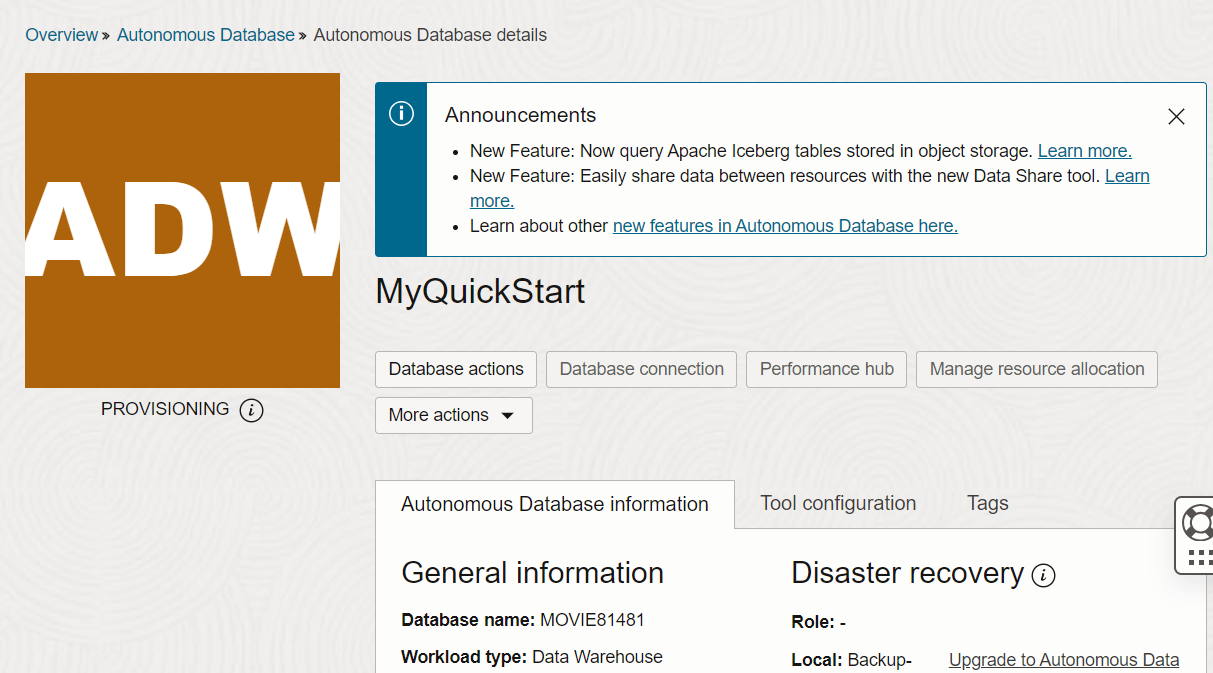 Overview » Autonomous Database » Autonomous Database details
ADW
PROVISIONING
Announcements
• New Feature: Now query Apache Iceberg tables stored in object storage. Learn more.
• New Feature: Easily share data between resources with the new Data Share tool. Learn
more.
• Learn about other new features in Autonomous Database here.
MyQuickStart
Database actions
Database connection
Performance hub
Manage resource allocation
More actions
Autonomous Database information
Tool configuration
Tags
General information
Database name: MOVIE81481
Workload type: Data Warehouse
Disaster recovery
Role: -
Local: Backup- Upgrade to Autonomous Data